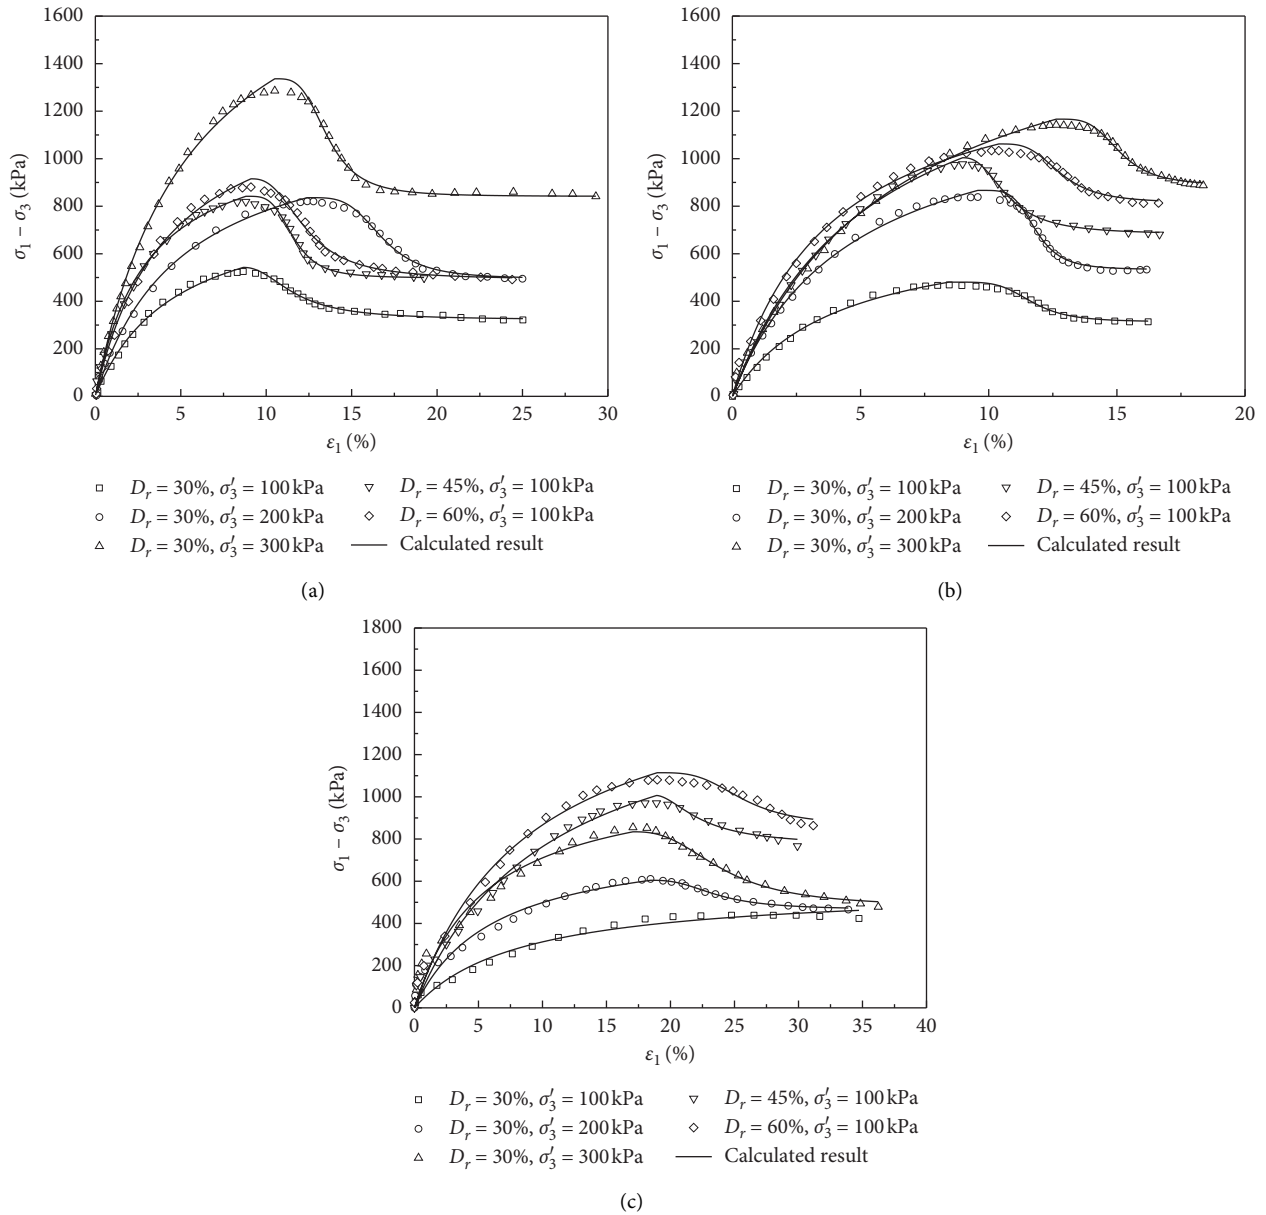 1600
1400
1200
1000
800
600
400
200
0
σ₁ − σ₃ (kPa)
0 5 10 15 20 25 30
ε₁ (%)
Dᵣ = 30%, σ′₃ = 100 kPa
Dᵣ = 30%, σ′₃ = 200 kPa
Dᵣ = 30%, σ′₃ = 300 kPa
Dᵣ = 45%, σ′₃ = 100 kPa
Dᵣ = 60%, σ′₃ = 100 kPa
Calculated result
(a)
1600
1400
1200
1000
800
600
400
200
0
σ₁ − σ₃ (kPa)
0 5 10 15 20
ε₁ (%)
Dᵣ = 30%, σ′₃ = 100 kPa
Dᵣ = 30%, σ′₃ = 200 kPa
Dᵣ = 30%, σ′₃ = 300 kPa
Dᵣ = 45%, σ′₃ = 100 kPa
Dᵣ = 60%, σ′₃ = 100 kPa
Calculated result
(b)
1800
1600
1400
1200
1000
800
600
400
200
0
σ₁ − σ₃ (kPa)
0 5 10 15 20 25 30 35 40
ε₁ (%)
Dᵣ = 30%, σ′₃ = 100 kPa
Dᵣ = 30%, σ′₃ = 200 kPa
Dᵣ = 30%, σ′₃ = 300 kPa
Dᵣ = 45%, σ′₃ = 100 kPa
Dᵣ = 60%, σ′₃ = 100 kPa
Calculated result
(c)